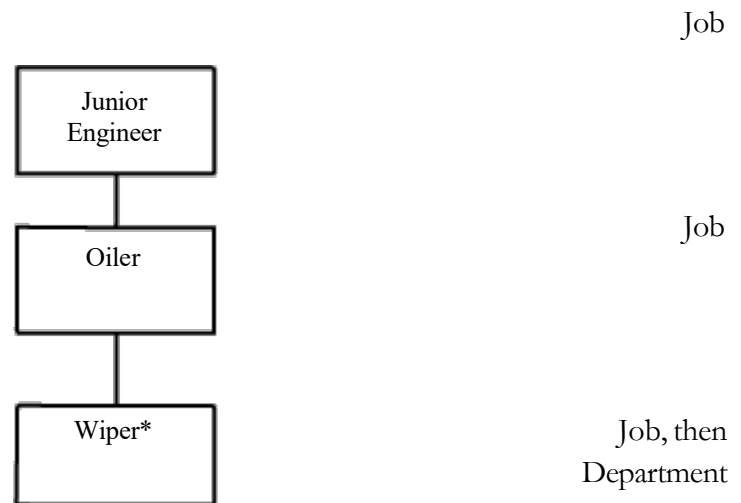 Job
Junior
Engineer
Job
Oiler
Wiper*
Job, then
Department